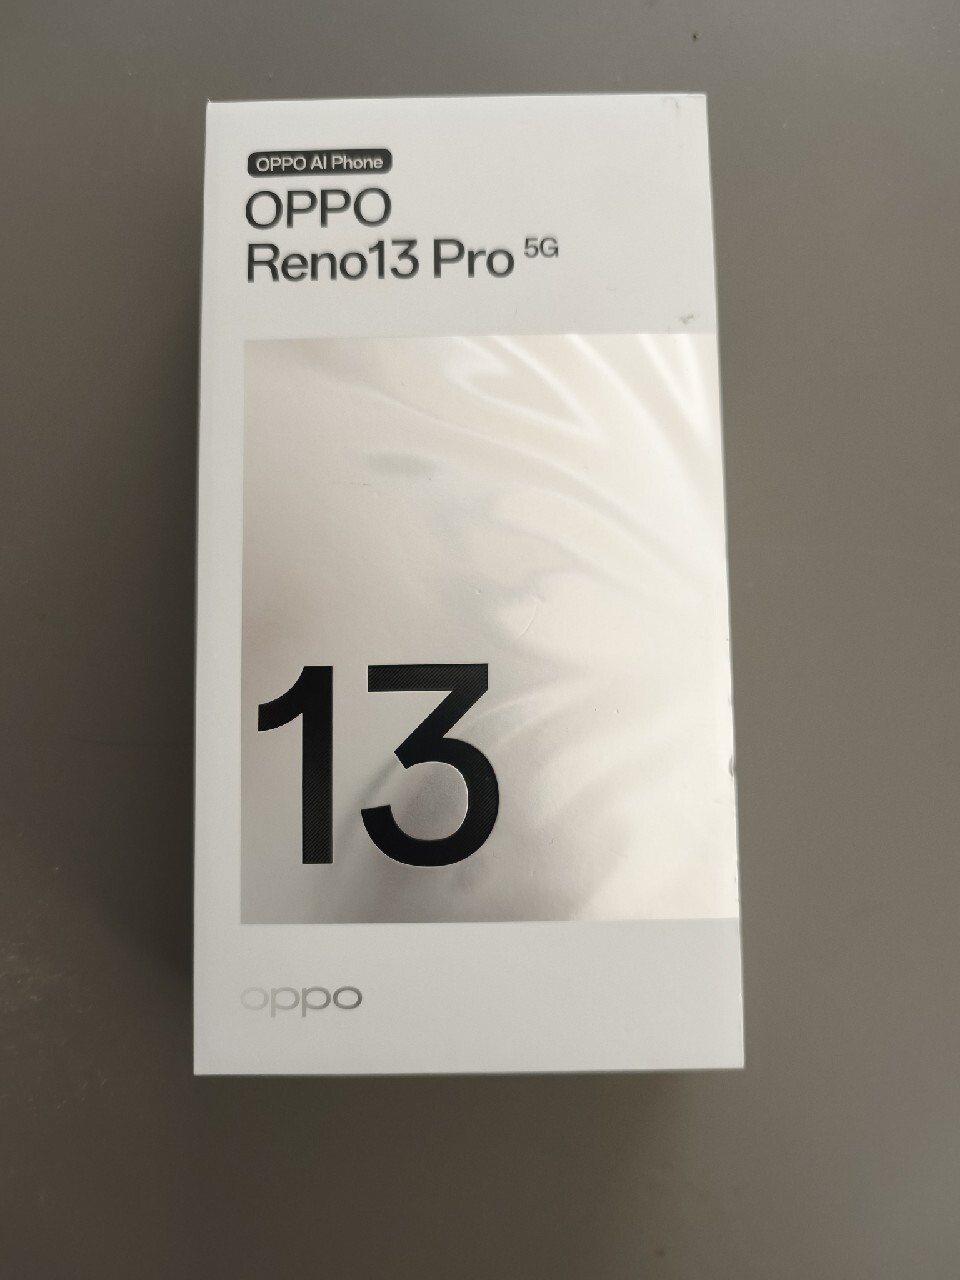 OPPO AI Phone
OPPO
Reno13 Pro 5G
13
oppo